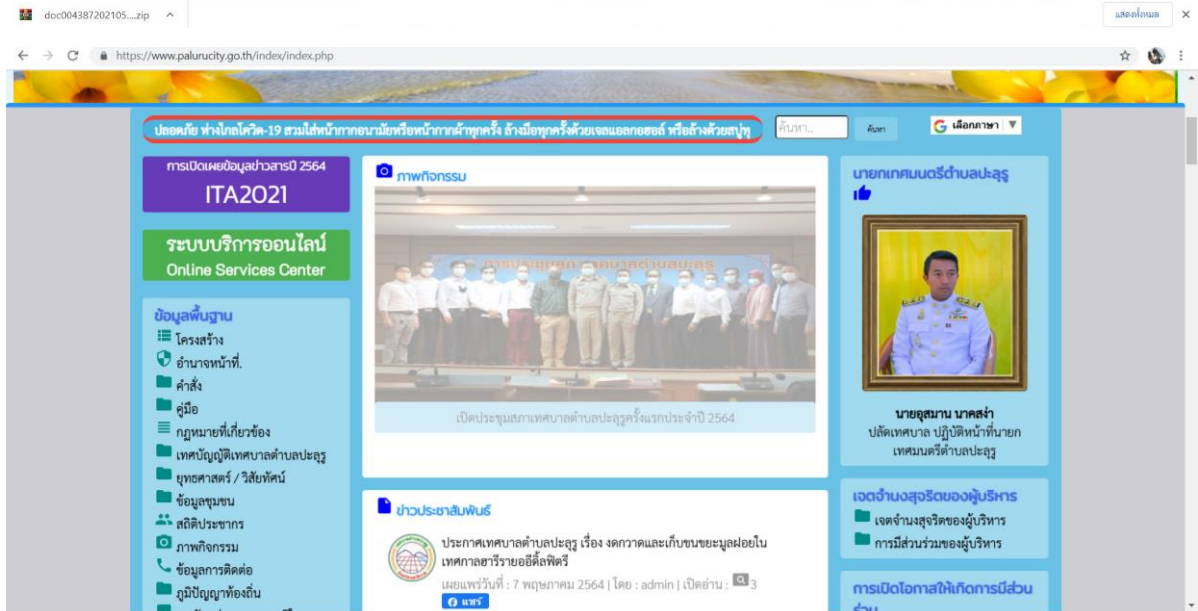 doc004387202105....zip
แสดงทั้งหมด
https://www.palurucity.go.th/index/index.php
ปลอดภัย ห่างไกลโควิด-19 สวมใส่หน้ากากอนามัยหรือหน้ากากผ้าทุกครั้ง ล้างมือทุกครั้งด้วยเจลแอลกอฮอล์ หรือล้างด้วยสบู่ทุ
ค้นหา..
ค้นหา
เลือกภาษา
การเปิดเผยข้อมูลข่าวสารปี 2564
ITA2021
ระบบบริการออนไลน์
Online Services Center
ข้อมูลพื้นฐาน
โครงสร้าง
อำนาจหน้าที่.
คำสั่ง
คู่มือ
กฎหมายที่เกี่ยวข้อง
เทศบัญญัติเทศบาลตำบลปะลุรู
ยุทธศาสตร์ / วิสัยทัศน์
ข้อมูลชุมชน
สถิติประชากร
ภาพกิจกรรม
ข้อมูลการติดต่อ
ภูมิปัญญาท้องถิ่น
ภาพกิจกรรม
การประชุมสภาเทศบาลตำบลปะลุรู
เปิดประชุมสภาเทศบาลตำบลปะลุรูครั้งแรกประจำปี 2564
ข่าวประชาสัมพันธ์
ประกาศเทศบาลตำบลปะลุรู เรื่อง งดกวาดและเก็บขนขยะมูลฝอยใน
เทศกาลฮารีรายออีดิ้ลฟิตรี
เผยแพร่วันที่ : 7 พฤษภาคม 2564 | โดย : admin | เปิดอ่าน : 3
แชร์
นายกเทศมนตรีตำบลปะลุรู
นายอุสมาน นาคสง่า
ปลัดเทศบาล ปฏิบัติหน้าที่นายก
เทศมนตรีตำบลปะลุรู
เจตจำนงสุจริตของผู้บริหาร
เจตจำนงสุจริตของผู้บริหาร
การมีส่วนร่วมของผู้บริหาร
การเปิดโอกาสให้เกิดการมีส่วน
ร่วม